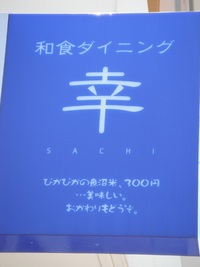 和食ダイニング
幸
SACHI
ぴかぴかの魚沼米、300円
…美味しい。
おかわりをどうぞ。